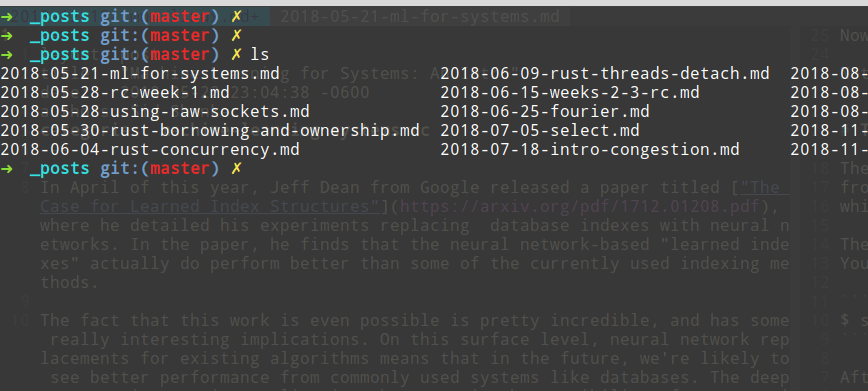 2018-05-21-ml-for-systems.md
→ _posts git:(master) ✗
→ _posts git:(master) ✗
→ _posts git:(master) ✗ ls
2018-05-21-ml-for-systems.md 2018-06-09-rust-threads-detach.md 2018-08-
2018-05-28-rc-week-1.md 2018-06-15-weeks-2-3-rc.md 2018-08-
2018-05-28-using-raw-sockets.md 2018-06-25-fourier.md 2018-08-
2018-05-30-rust-borrowing-and-ownership.md 2018-07-05-select.md 2018-11-
2018-06-04-rust-concurrency.md 2018-07-18-intro-congestion.md 2018-11-
→ _posts git:(master) ✗
In April of this year, Jeff Dean from Google released a paper titled ["The
Case for Learned Index Structures"](https://arxiv.org/pdf/1712.01208.pdf),
where he detailed his experiments replacing  database indexes with neural n
etworks. In the paper, he finds that the neural network-based "learned inde
xes" actually do perform better than some of the currently used indexing me
thods.
The fact that this work is even possible is pretty incredible, and has some
really interesting implications. On this surface level, neural network rep
lacements for existing algorithms means that in the future, we're likely to
see better performance from commonly used systems like databases. The deep
Now
The
fro
whi
The
You
$ s
Aft